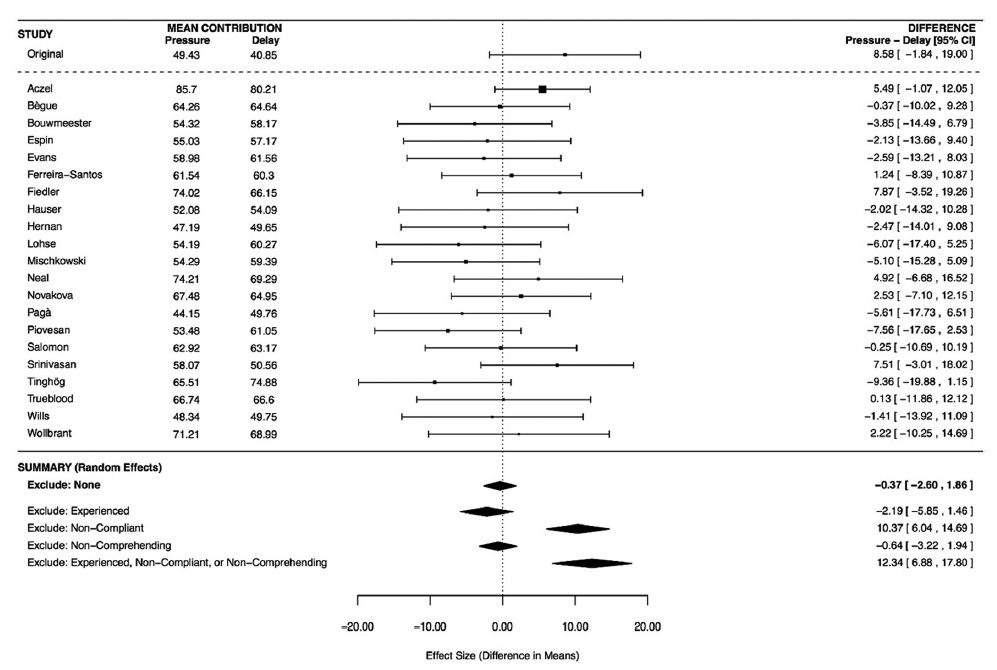 STUDY MEAN CONTRIBUTION DIFFERENCE
Pressure Delay Pressure − Delay [95% CI]
Original 49.43 40.85 8.58 [ −1.84 , 19.00 ]
Aczel 85.7 80.21 5.49 [ −1.07 , 12.05 ]
Bègue 64.26 64.64 −0.37 [ −10.02 , 9.28 ]
Bouwmeester 54.32 58.17 −3.85 [ −14.49 , 6.79 ]
Espin 55.03 57.17 −2.13 [ −13.66 , 9.40 ]
Evans 58.98 61.56 −2.59 [ −13.21 , 8.03 ]
Ferreira−Santos 61.54 60.3 1.24 [ −8.39 , 10.87 ]
Fiedler 74.02 66.15 7.87 [ −3.52 , 19.26 ]
Hauser 52.08 54.09 −2.02 [ −14.32 , 10.28 ]
Hernan 47.19 49.65 −2.47 [ −14.01 , 9.08 ]
Lohse 54.19 60.27 −6.07 [ −17.40 , 5.25 ]
Mischkowski 54.29 59.39 −5.10 [ −15.28 , 5.09 ]
Neal 74.21 69.29 4.92 [ −6.68 , 16.52 ]
Novakova 67.48 64.95 2.53 [ −7.10 , 12.15 ]
Pagà 44.15 49.76 −5.61 [ −17.73 , 6.51 ]
Piovesan 53.48 61.05 −7.56 [ −17.65 , 2.53 ]
Salomon 62.92 63.17 −0.25 [ −10.69 , 10.19 ]
Srinivasan 58.07 50.56 7.51 [ −3.01 , 18.02 ]
Tinghög 65.51 74.88 −9.36 [ −19.88 , 1.15 ]
Trueblood 66.74 66.6 0.13 [ −11.86 , 12.12 ]
Wills 48.34 49.75 −1.41 [ −13.92 , 11.09 ]
Wollbrant 71.21 68.99 2.22 [ −10.25 , 14.69 ]
SUMMARY (Random Effects)
Exclude: None −0.37 [ −2.60 , 1.86 ]
Exclude: Experienced −2.19 [ −5.85 , 1.46 ]
Exclude: Non−Compliant 10.37 [ 6.04 , 14.69 ]
Exclude: Non−Comprehending −0.64 [ −3.22 , 1.94 ]
Exclude: Experienced, Non−Compliant, or Non−Comprehending 12.34 [ 6.88 , 17.80 ]
−20.00 −10.00 0.00 10.00 20.00
Effect Size (Difference in Means)